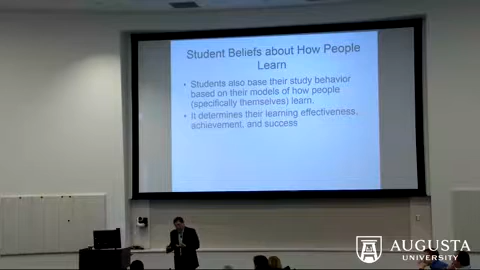 Student Beliefs about How People
Learn
• Students also base their study behavior
based on their models of how people
(specifically themselves) learn.
• It determines their learning effectiveness,
achievement, and success
AUGUSTA
UNIVERSITY